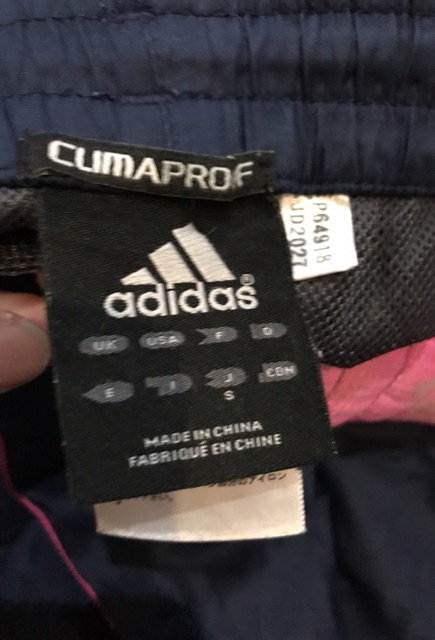 CLIMAPROOF
P64918
JD2027
adidas®
UK USA F D
E I J CDN
S
MADE IN CHINA
FABRIQUÉ EN CHINE